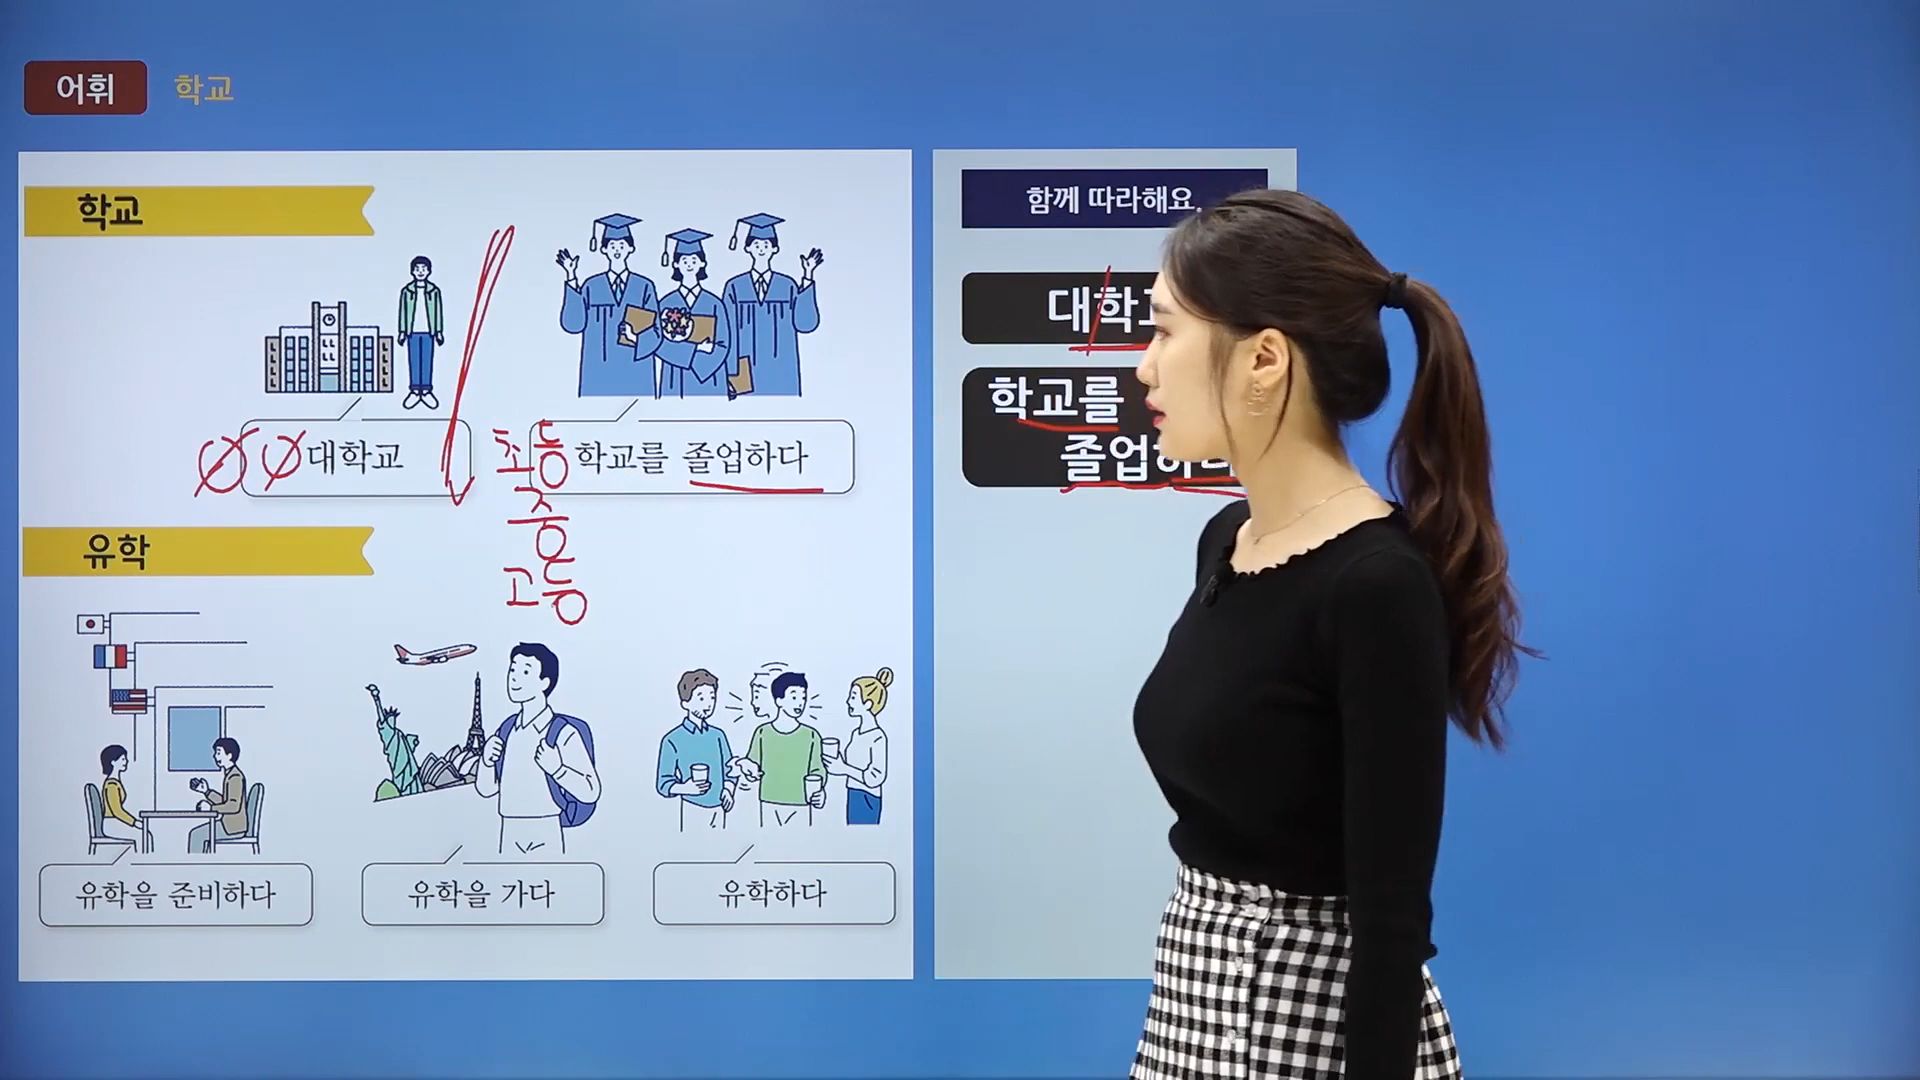 어휘 학교
학교
대학교
초등 학교를 졸업하다
중
고등
유학
유학을 준비하다
유학을 가다
유학하다
함께 따라해요.
학교를